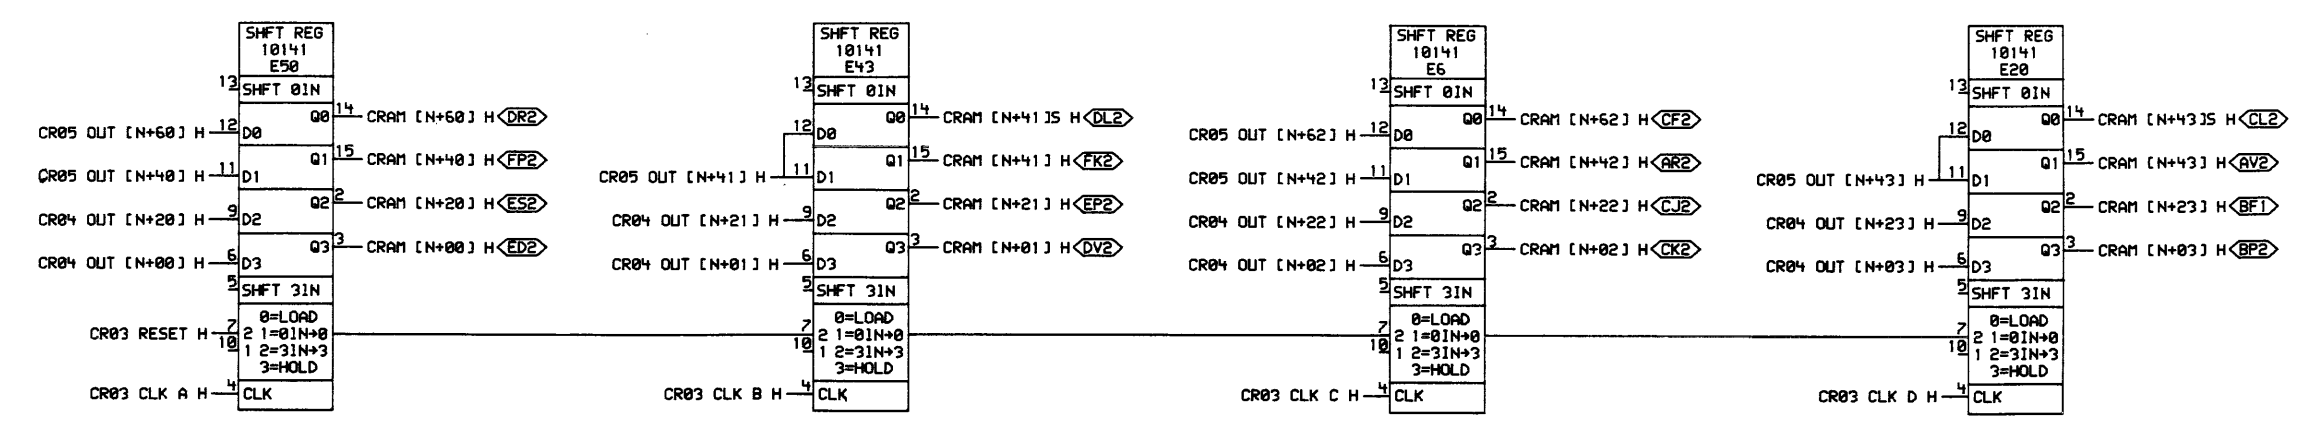 SHFT REG
10141
E50
13
SHFT 0IN
CR05 OUT [N+60] H 12 D0 Q0 14 CRAM [N+60] H DR2
CR05 OUT [N+40] H 11 D1 Q1 15 CRAM [N+40] H FP2
CR04 OUT [N+20] H 9 D2 Q2 2 CRAM [N+20] H ES2
CR04 OUT [N+00] H 6 D3 Q3 3 CRAM [N+00] H ED2
5
SHFT 3IN
0=LOAD
CR03 RESET H 7 2 1=0IN→0
10 1 2=3IN→3
3=HOLD
CR03 CLK A H 4 CLK
SHFT REG
10141
E43
13
SHFT 0IN
12 D0 Q0 14 CRAM [N+41]S H DL2
CR05 OUT [N+41] H 11 D1 Q1 15 CRAM [N+41] H FK2
CR04 OUT [N+21] H 9 D2 Q2 2 CRAM [N+21] H EP2
CR04 OUT [N+01] H 6 D3 Q3 3 CRAM [N+01] H DV2
5
SHFT 3IN
0=LOAD
7 2 1=0IN→0
10 1 2=3IN→3
3=HOLD
CR03 CLK B H 4 CLK
SHFT REG
10141
E6
13
SHFT 0IN
CR05 OUT [N+62] H 12 D0 Q0 14 CRAM [N+62] H CF2
CR05 OUT [N+42] H 11 D1 Q1 15 CRAM [N+42] H AR2
CR04 OUT [N+22] H 9 D2 Q2 2 CRAM [N+22] H CJ2
CR04 OUT [N+02] H 6 D3 Q3 3 CRAM [N+02] H CK2
5
SHFT 3IN
0=LOAD
7 2 1=0IN→0
10 1 2=3IN→3
3=HOLD
CR03 CLK C H 4 CLK
SHFT REG
10141
E20
13
SHFT 0IN
12 D0 Q0 14 CRAM [N+43]S H CL2
CR05 OUT [N+43] H 11 D1 Q1 15 CRAM [N+43] H AV2
CR04 OUT [N+23] H 9 D2 Q2 2 CRAM [N+23] H BF1
CR04 OUT [N+03] H 6 D3 Q3 3 CRAM [N+03] H BP2
5
SHFT 3IN
0=LOAD
7 2 1=0IN→0
10 1 2=3IN→3
3=HOLD
CR03 CLK D H 4 CLK